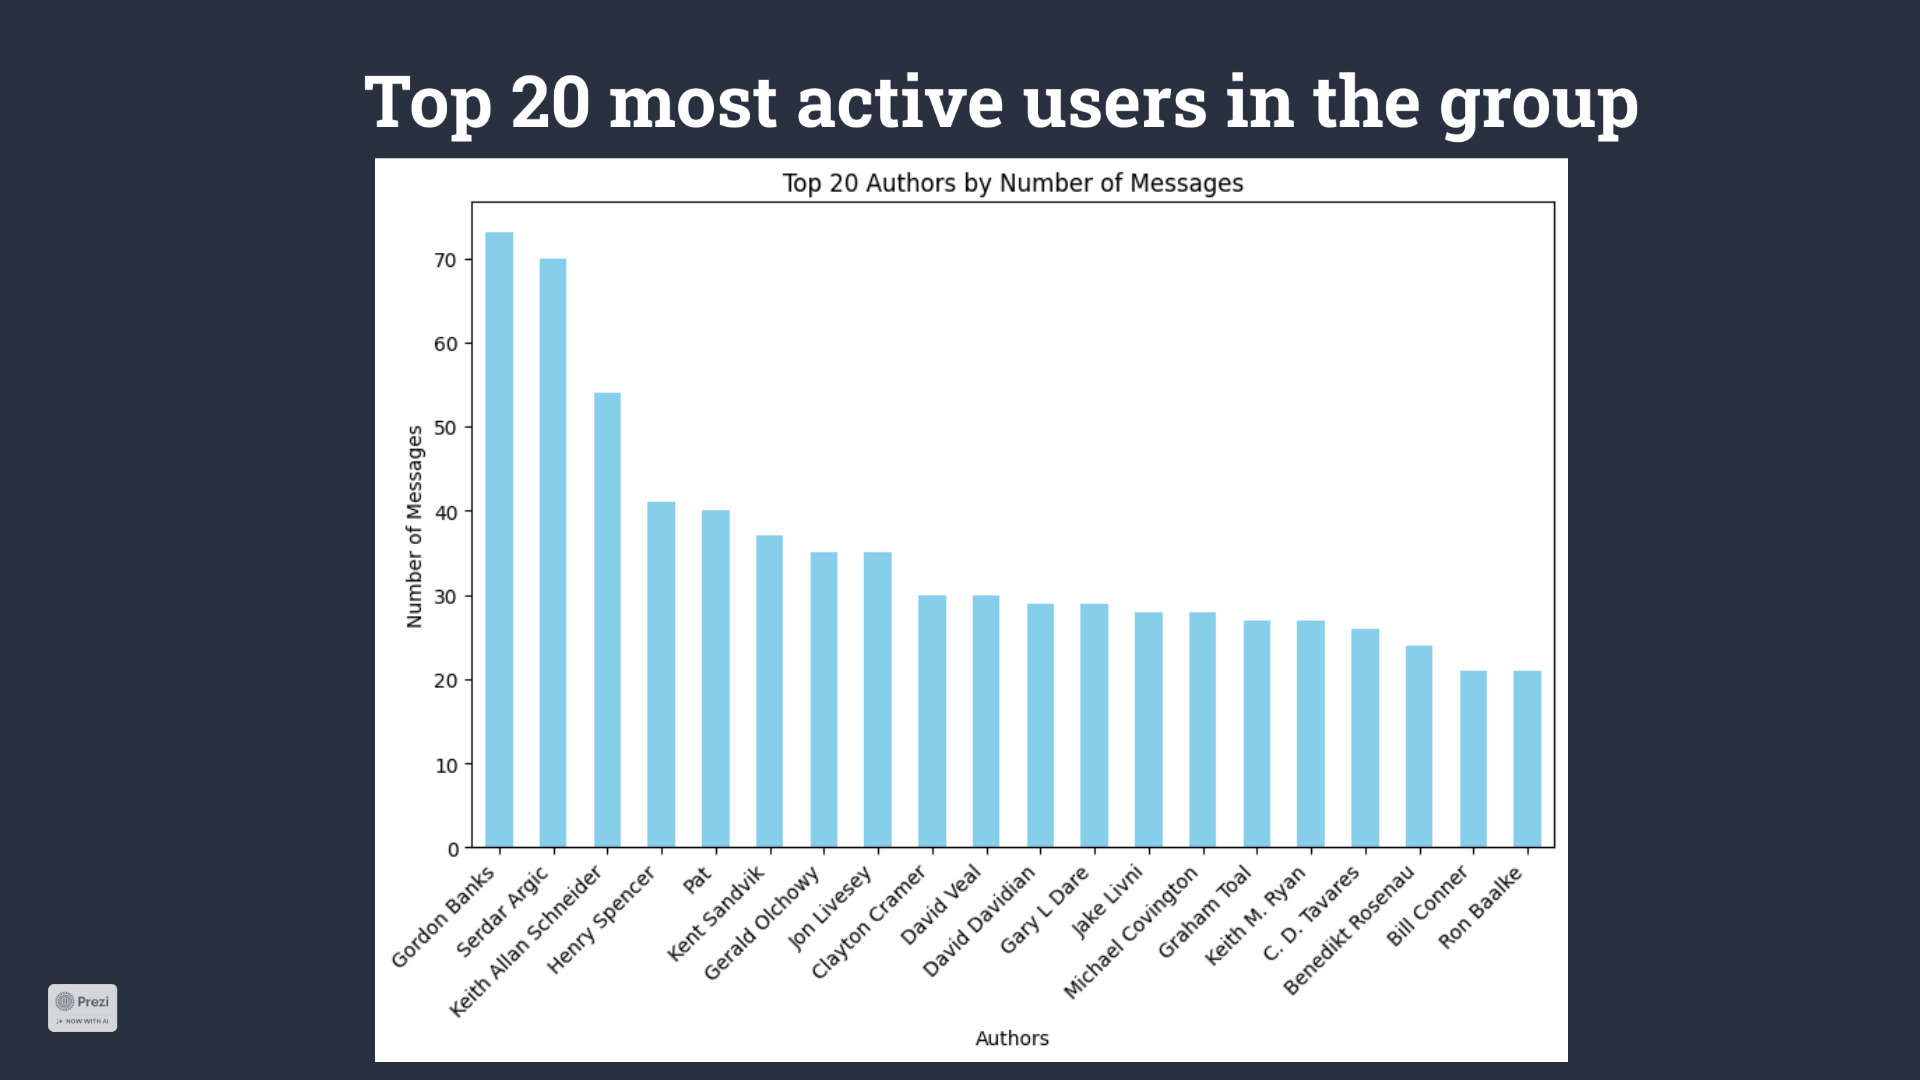 Top 20 most active users in the group
Top 20 Authors by Number of Messages
Number of Messages
70
60
50
40
30
20
10
0
Gordon Banks
Serdar Argic
Keith Allan Schneider
Henry Spencer
Pat
Kent Sandvik
Gerald Olchowy
Jon Livesey
Clayton Cramer
David Veal
David Davidian
Gary L Dare
Jake Livni
Michael Covington
Graham Toal
Keith M. Ryan
C. D. Tavares
Benedikt Rosenau
Bill Conner
Ron Baalke
Authors
Prezi
NOW WITH AI